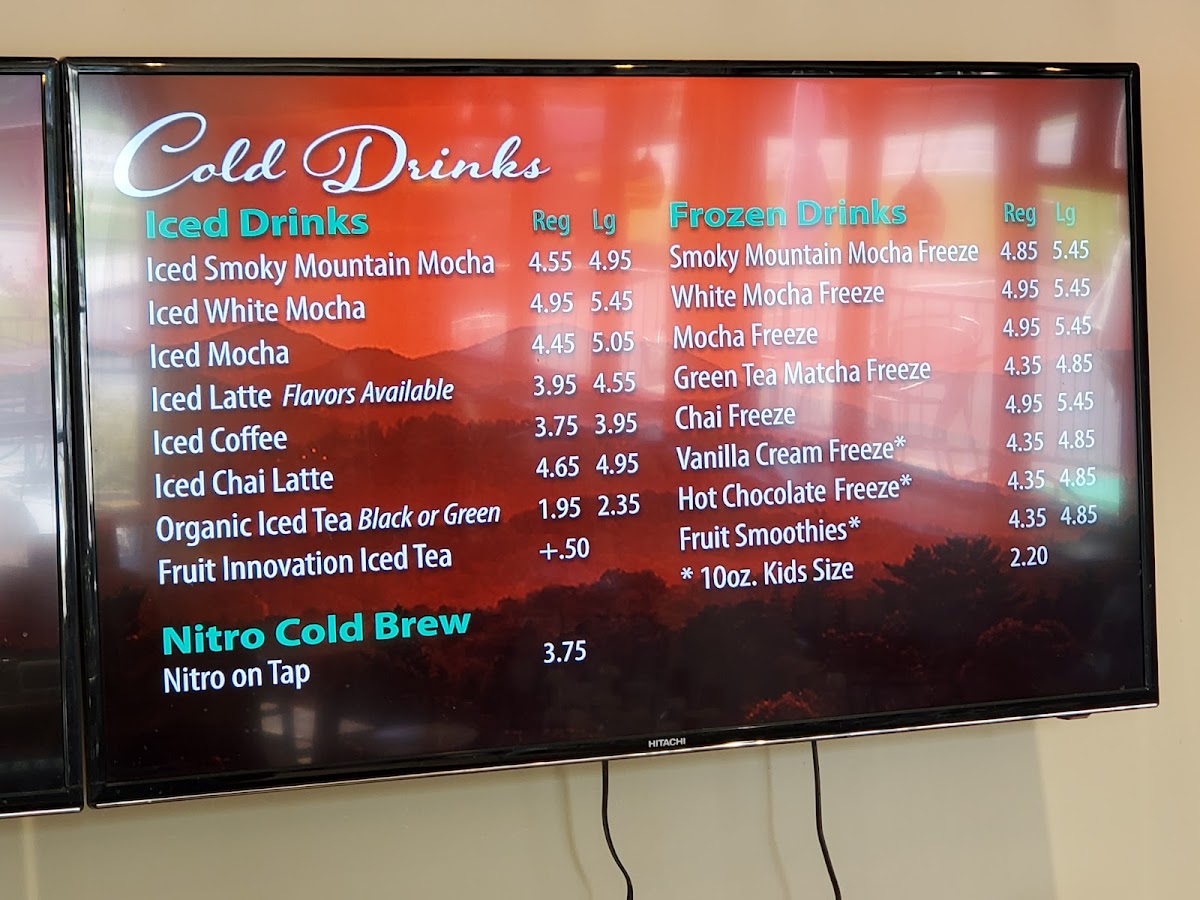 Cold Drinks
Iced Drinks Reg Lg
Iced Smoky Mountain Mocha 4.55 4.95
Iced White Mocha 4.95 5.45
Iced Mocha 4.45 5.05
Iced Latte Flavors Available 3.95 4.55
Iced Coffee 3.75 3.95
Iced Chai Latte 4.65 4.95
Organic Iced Tea Black or Green 1.95 2.35
Fruit Innovation Iced Tea +.50
Nitro Cold Brew
Nitro on Tap 3.75
Frozen Drinks Reg Lg
Smoky Mountain Mocha Freeze 4.85 5.45
White Mocha Freeze 4.95 5.45
Mocha Freeze 4.95 5.45
Green Tea Matcha Freeze 4.35 4.85
Chai Freeze 4.95 5.45
Vanilla Cream Freeze* 4.35 4.85
Hot Chocolate Freeze* 4.35 4.85
Fruit Smoothies* 4.35 4.85
* 10oz. Kids Size 2.20
HITACHI